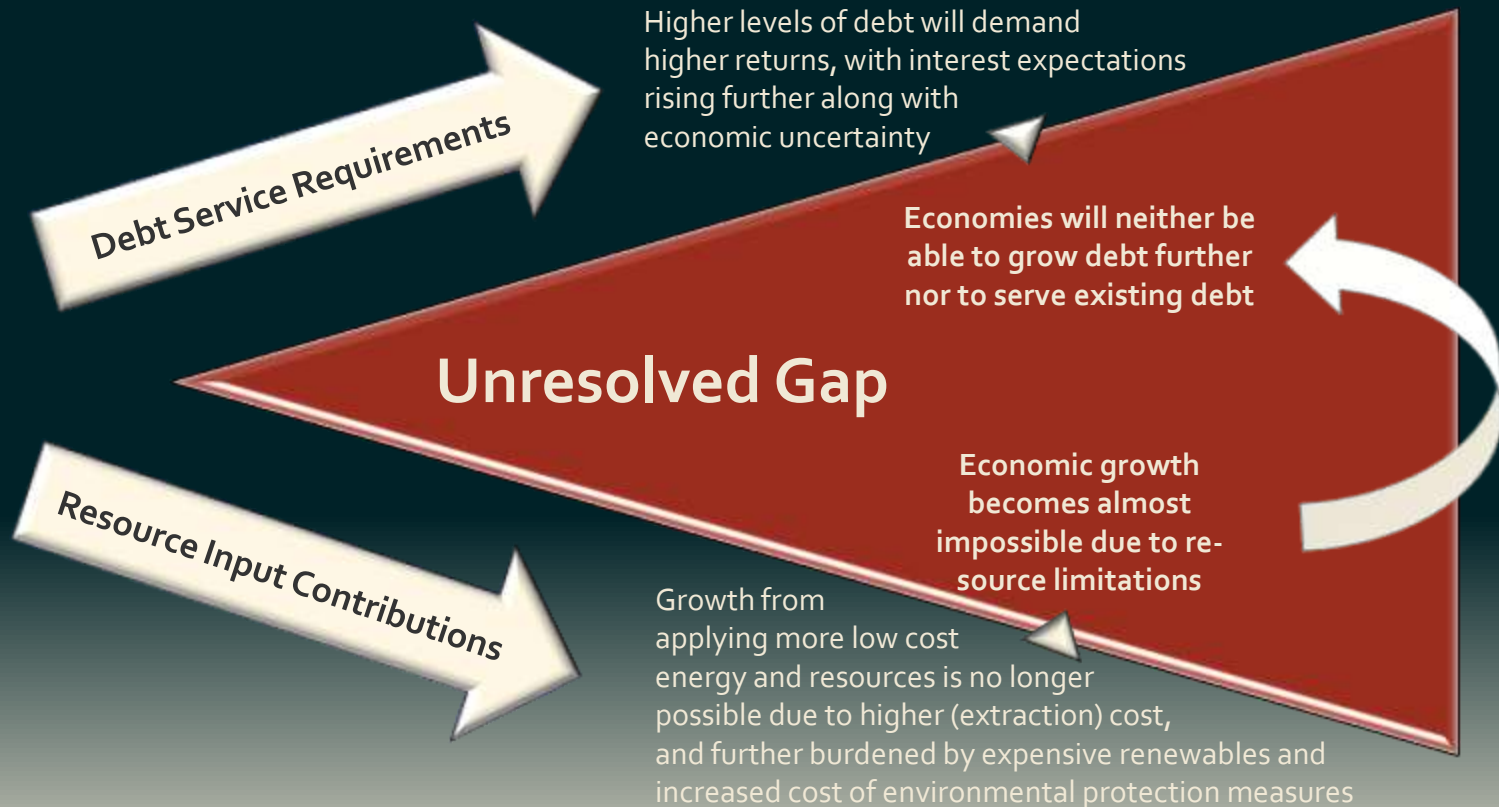 Higher levels of debt will demand
higher returns, with interest expectations
rising further along with
economic uncertainty
Debt Service Requirements
Economies will neither be
able to grow debt further
nor to serve existing debt
Unresolved Gap
Economic growth
becomes almost
impossible due to re-
source limitations
Resource Input Contributions
Growth from
applying more low cost
energy and resources is no longer
possible due to higher (extraction) cost,
and further burdened by expensive renewables and
increased cost of environmental protection measures